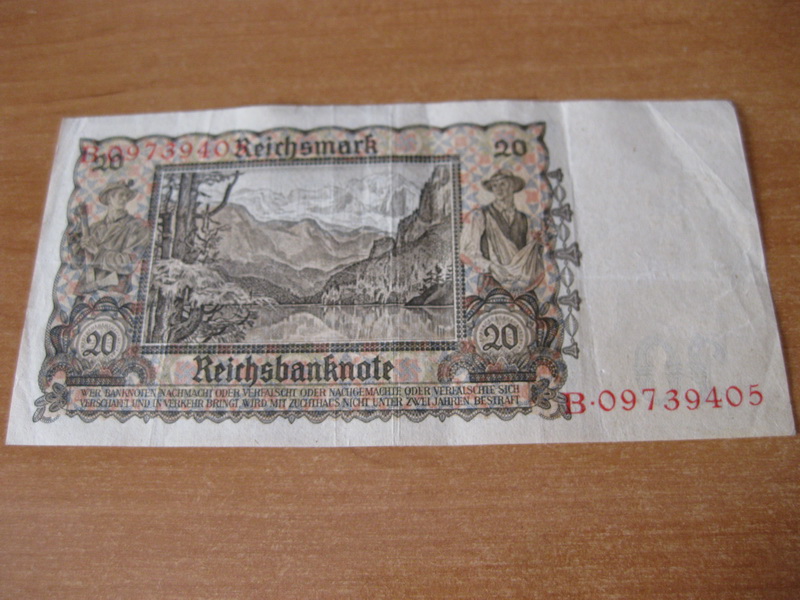 B·0973940 Reichsmark 20
20
20 20
Reichsbanknote
WER BANKNOTEN NACHMACHT ODER VERFÄLSCHT ODER NACHGEMACHTE ODER VERFÄLSCHTE SICH
VERSCHAFFT UND IN VERKEHR BRINGT, WIRD MIT ZUCHTHAUS NICHT UNTER ZWEI JAHREN BESTRAFT
B·09739405